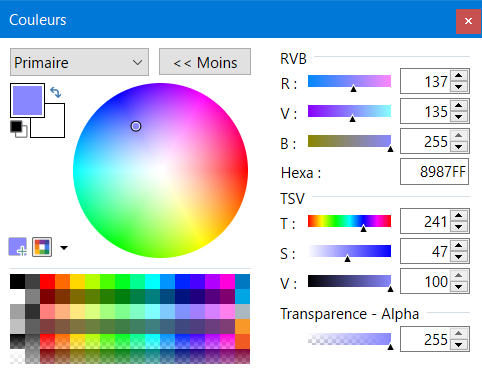 Couleurs
Primaire
<< Moins
RVB
R : 137
V : 135
B : 255
Hexa : 8987FF
TSV
T : 241
S : 47
V : 100
Transparence - Alpha
255